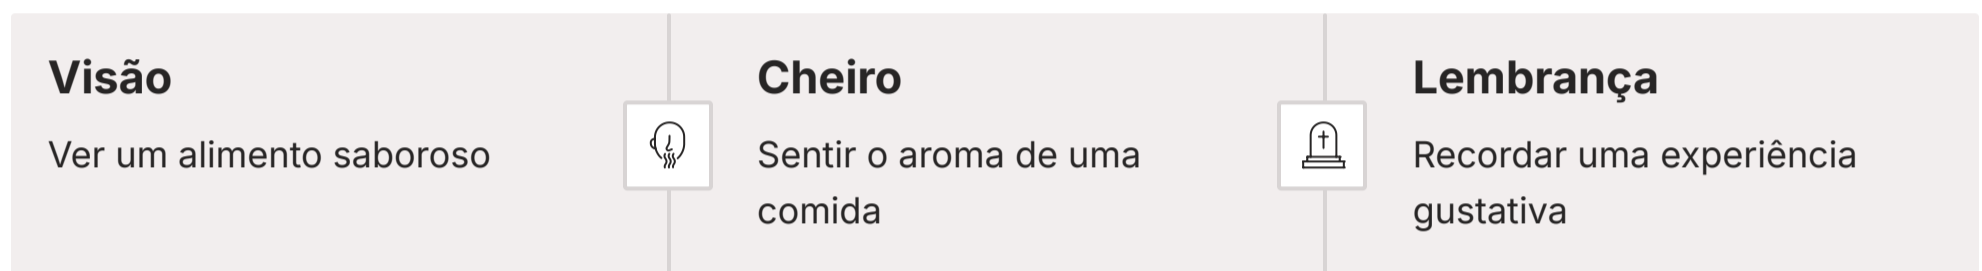 Visão
Ver um alimento saboroso
Cheiro
Sentir o aroma de uma
comida
Lembrança
Recordar uma experiência
gustativa